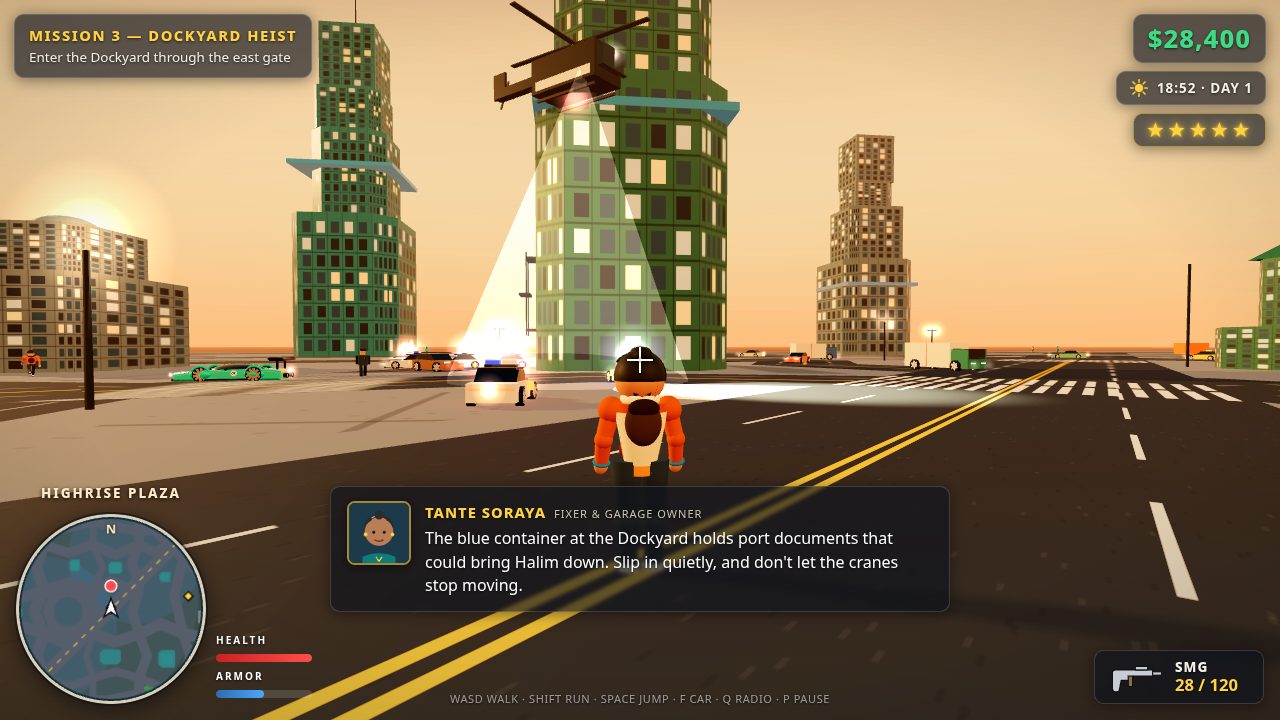 MISSION 3 — DOCKYARD HEIST
Enter the Dockyard through the east gate
$28,400
18:52 · DAY 1
HIGHRISE PLAZA
N
TANTE SORAYA FIXER & GARAGE OWNER
The blue container at the Dockyard holds port documents that
could bring Halim down. Slip in quietly, and don't let the cranes
stop moving.
HEALTH
ARMOR
SMG
28 / 120
WASD WALK · SHIFT RUN · SPACE JUMP · F CAR · Q RADIO · P PAUSE